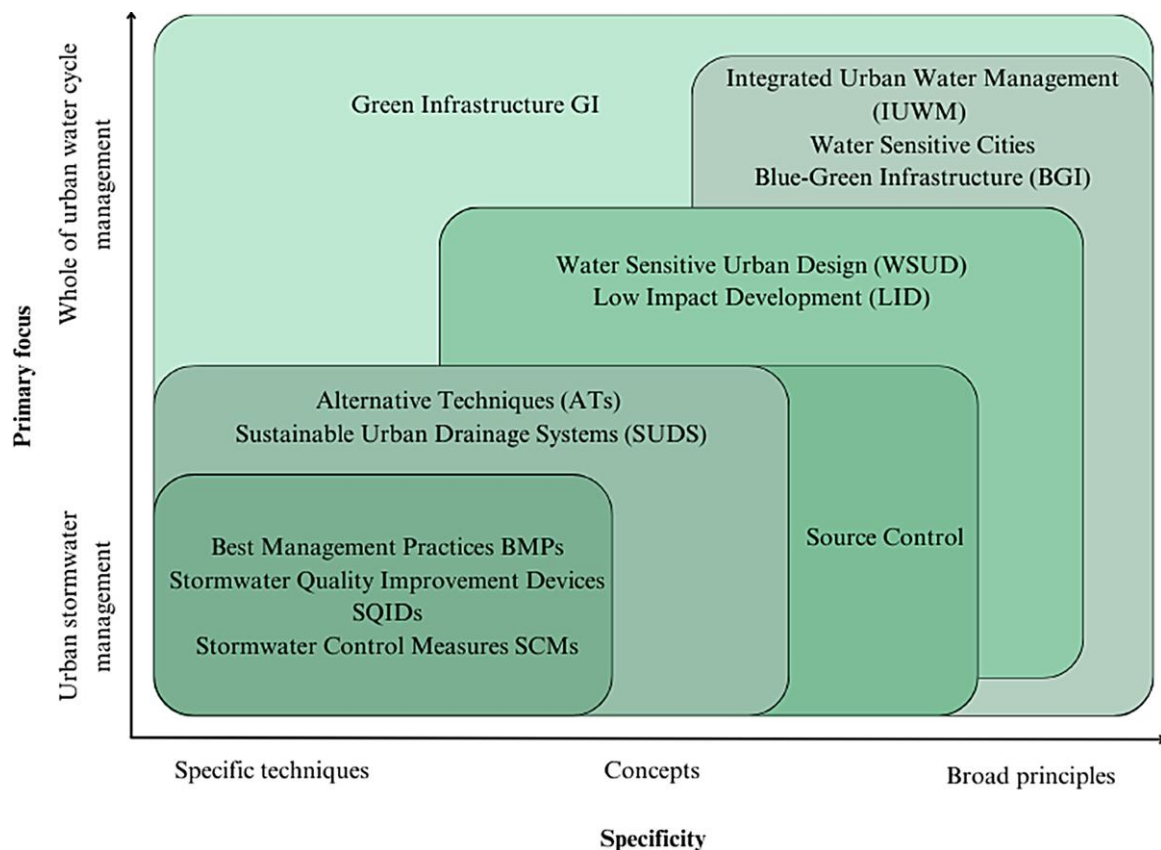 Green Infrastructure GI
Integrated Urban Water Management
(IUWM)
Water Sensitive Cities
Blue-Green Infrastructure (BGI)
Water Sensitive Urban Design (WSUD)
Low Impact Development (LID)
Alternative Techniques (ATs)
Sustainable Urban Drainage Systems (SUDS)
Source Control
Best Management Practices BMPs
Stormwater Quality Improvement Devices
SQIDs
Stormwater Control Measures SCMs
Primary focus
Whole of urban water cycle
management
Urban stormwater
management
Specific techniques
Concepts
Broad principles
Specificity